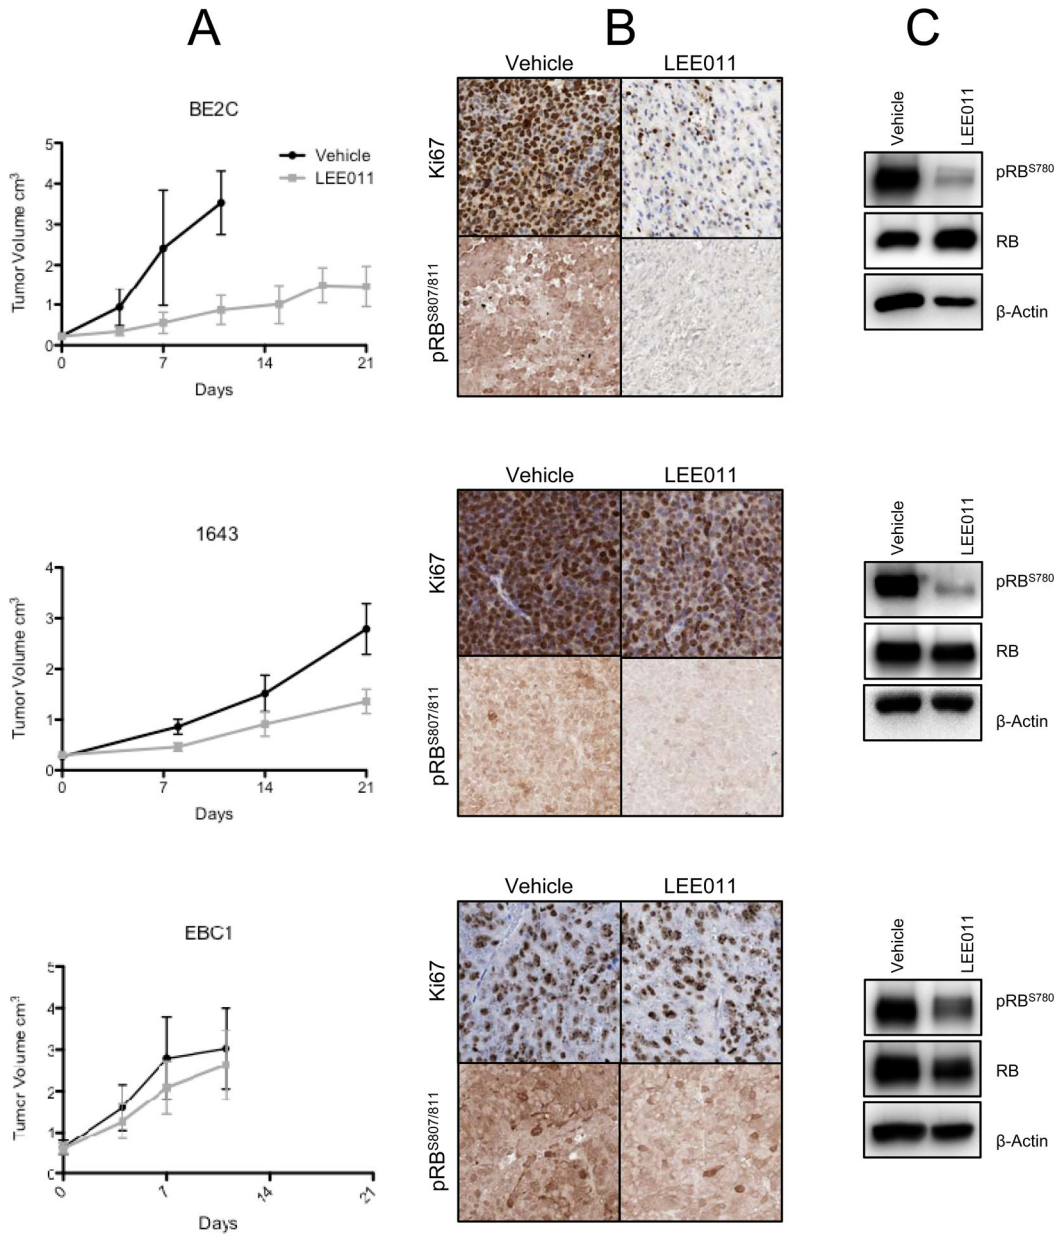 A
B
C
BE2C
Tumor Volume cm³
5
4
3
2
1
0
0 7 14 21
Days
Vehicle
LEE011
Vehicle LEE011
Ki67
pRBS807/811
Vehicle LEE011
pRBS780
RB
β-Actin
1643
Tumor Volume cm³
4
3
2
1
0
0 7 14 21
Days
Vehicle LEE011
Ki67
pRBS807/811
Vehicle LEE011
pRBS780
RB
β-Actin
EBC1
Tumor Volume cm³
5
4
3
2
1
0
0 7 14 21
Days
Vehicle LEE011
Ki67
pRBS807/811
Vehicle LEE011
pRBS780
RB
β-Actin